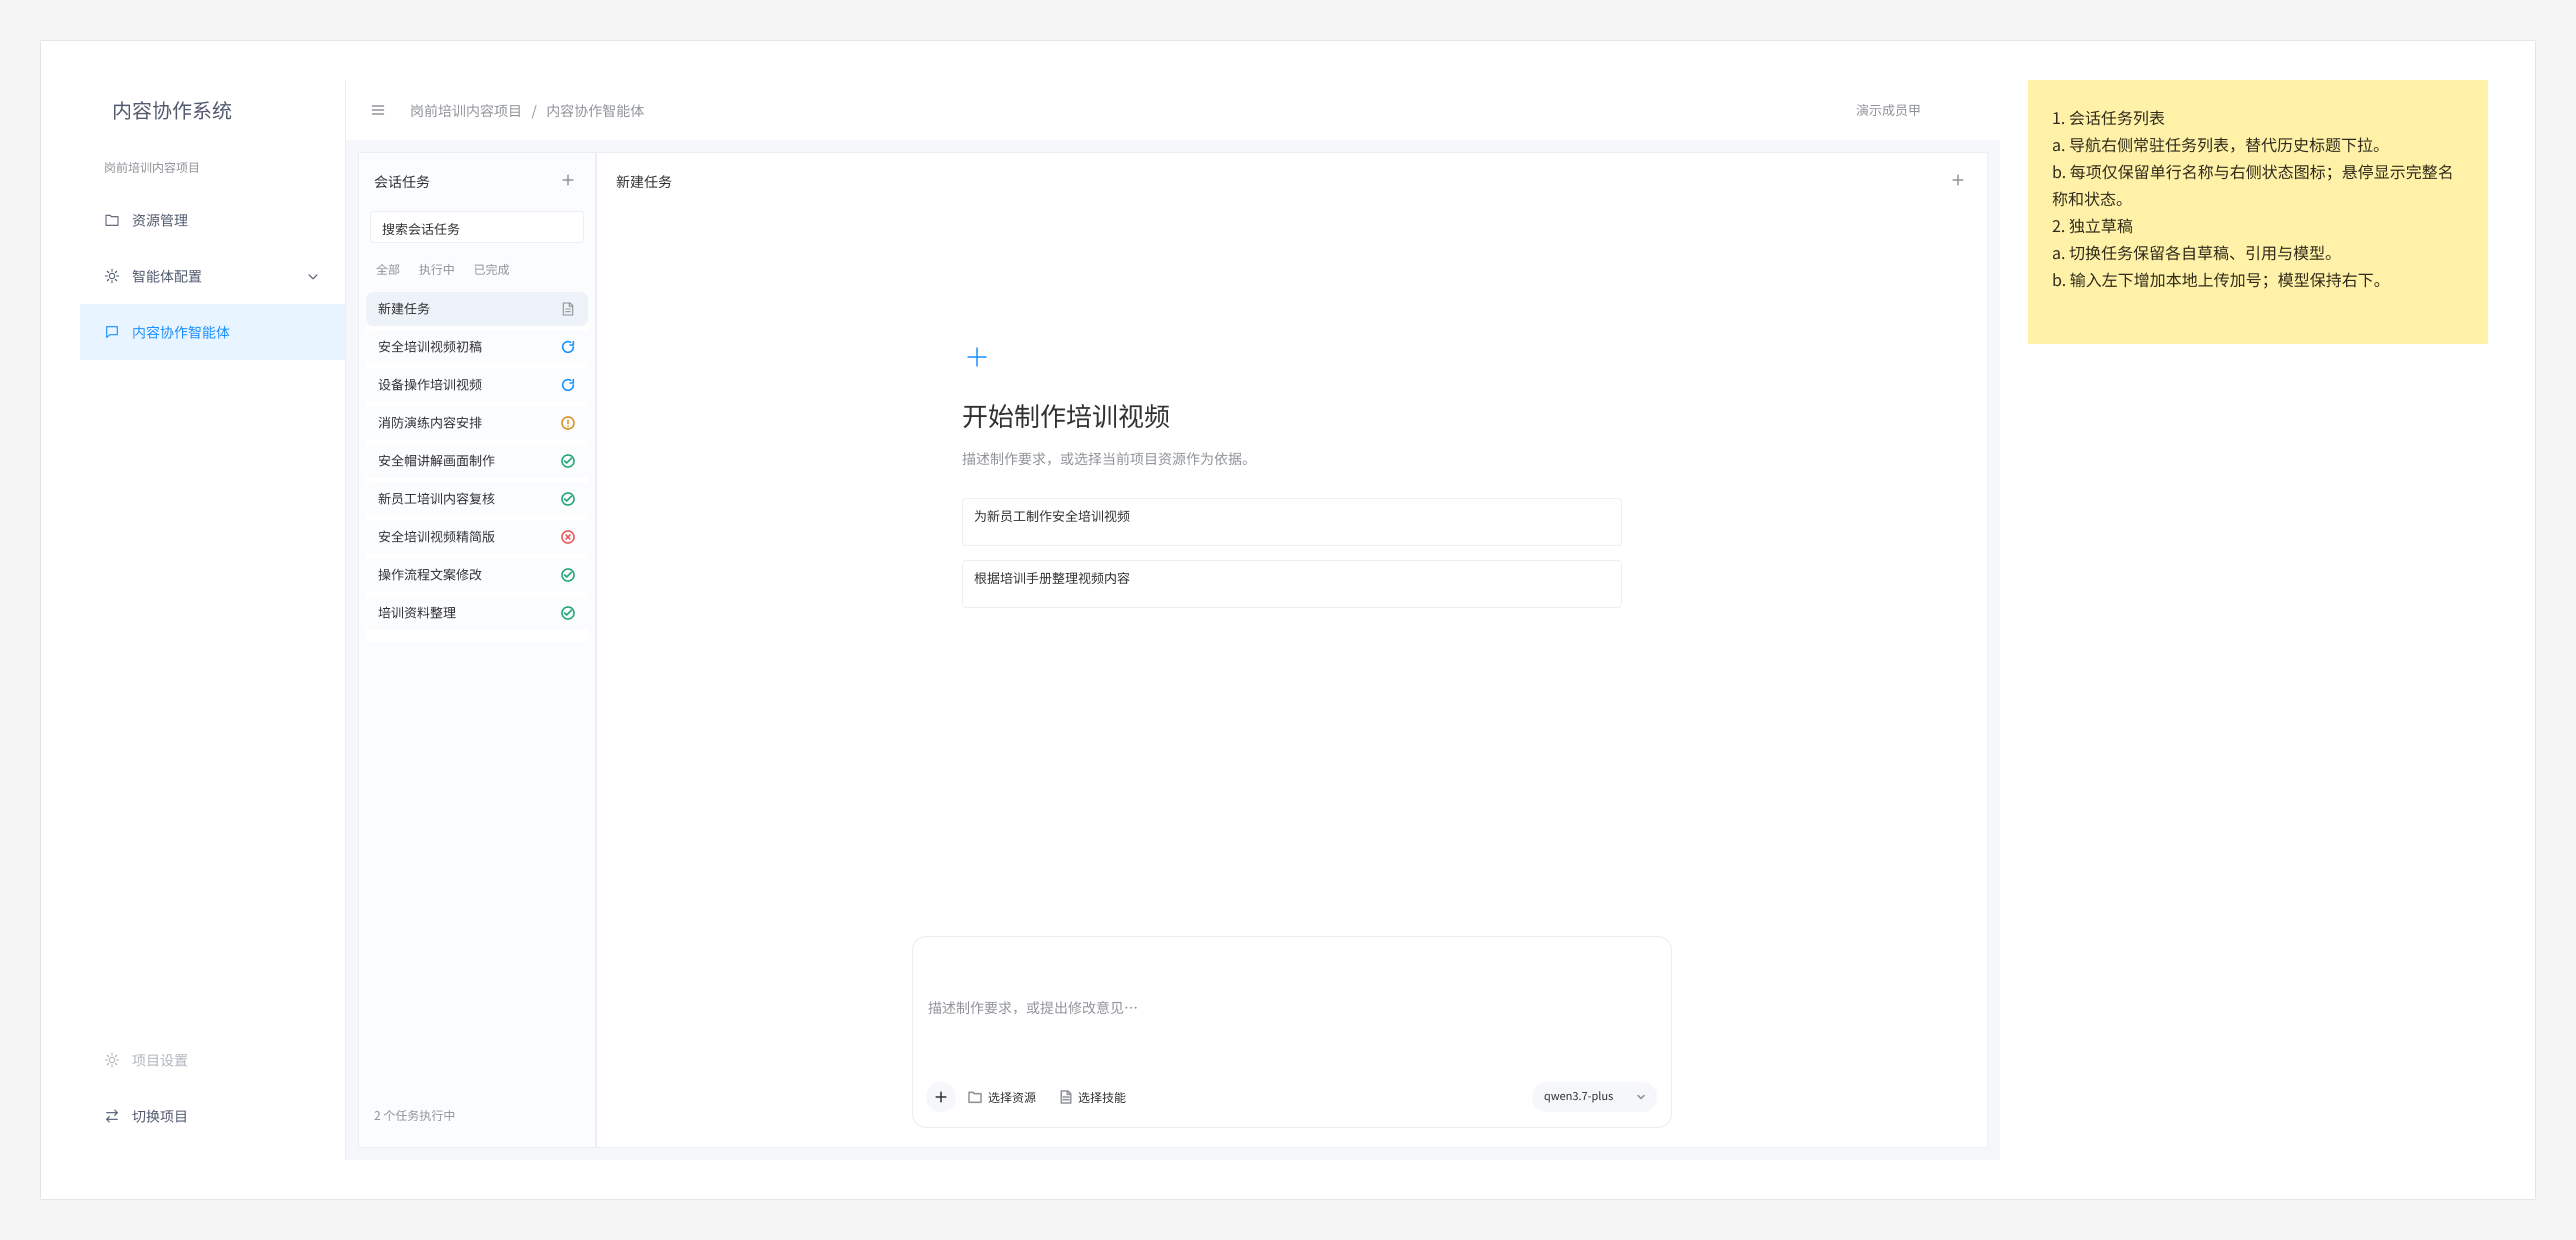 内容协作系统
岗前培训内容项目
资源管理
智能体配置
内容协作智能体
项目设置
切换项目
岗前培训内容项目 / 内容协作智能体
演示成员甲
会话任务
搜索会话任务
全部 执行中 已完成
新建任务
安全培训视频初稿
设备操作培训视频
消防演练内容安排
安全帽讲解画面制作
新员工培训内容复核
安全培训视频精简版
操作流程文案修改
培训资料整理
2 个任务执行中
新建任务
开始制作培训视频
描述制作要求，或选择当前项目资源作为依据。
为新员工制作安全培训视频
根据培训手册整理视频内容
描述制作要求，或提出修改意见…
选择资源 选择技能 qwen3.7-plus
1. 会话任务列表
a. 导航右侧常驻任务列表，替代历史标题下拉。
b. 每项仅保留单行名称与右侧状态图标；悬停显示完整名
称和状态。
2. 独立草稿
a. 切换任务保留各自草稿、引用与模型。
b. 输入左下增加本地上传加号；模型保持右下。